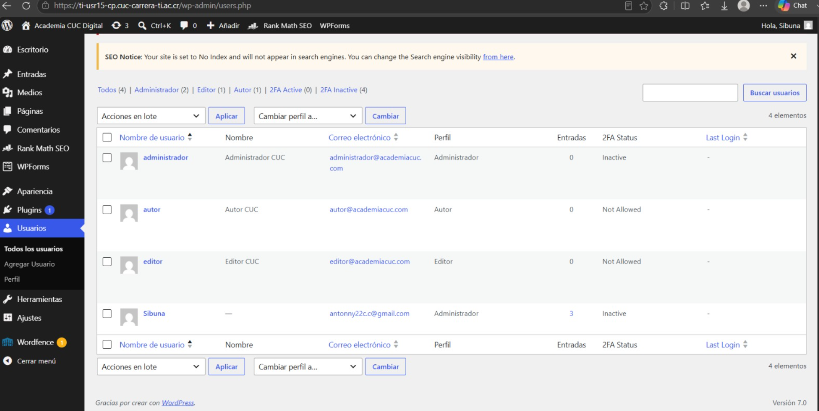 https://ti-usr15-cp.cuc-carrera-ti.ac.cr/wp-admin/users.php
Chat
Academia CUC Digital 3 Ctrl+K 0 Añadir Rank Math SEO WPForms Hola, Sibuna
Escritorio
Entradas
Medios
Páginas
Comentarios
Rank Math SEO
WPForms
Apariencia
Plugins 1
Usuarios
Todos los usuarios
Agregar Usuario
Perfil
Herramientas
Ajustes
Wordfence 1
Cerrar menú
SEO Notice: Your site is set to No Index and will not appear in search engines. You can change the Search engine visibility from here.
Todos (4) | Administrador (2) | Editor (1) | Autor (1) | 2FA Active (0) | 2FA Inactive (4)
Buscar usuarios
Acciones en lote Aplicar Cambiar perfil a... Cambiar 4 elementos
Nombre de usuario Nombre Correo electrónico Perfil Entradas 2FA Status Last Login
administrador Administrador CUC administrador@academiacuc. Administrador 0 Inactive -
com
autor Autor CUC autor@academiacuc.com Autor 0 Not Allowed -
editor Editor CUC editor@academiacuc.com Editor 0 Not Allowed -
Sibuna — antonny22c.c@gmail.com Administrador 3 Inactive -
Nombre de usuario Nombre Correo electrónico Perfil Entradas 2FA Status Last Login
Acciones en lote Aplicar Cambiar perfil a... Cambiar 4 elementos
Gracias por crear con WordPress. Versión 7.0